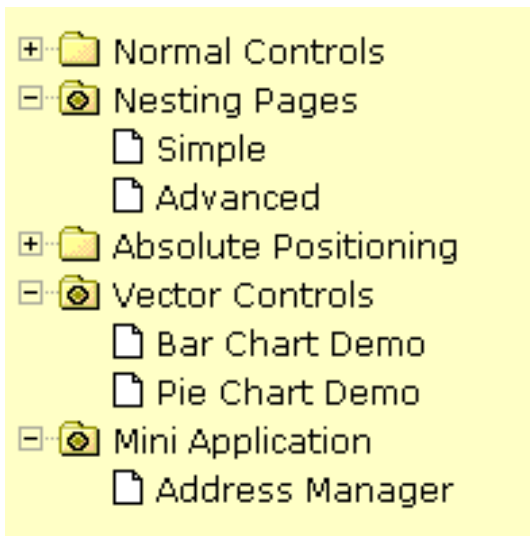 Normal Controls
Nesting Pages
Simple
Advanced
Absolute Positioning
Vector Controls
Bar Chart Demo
Pie Chart Demo
Mini Application
Address Manager